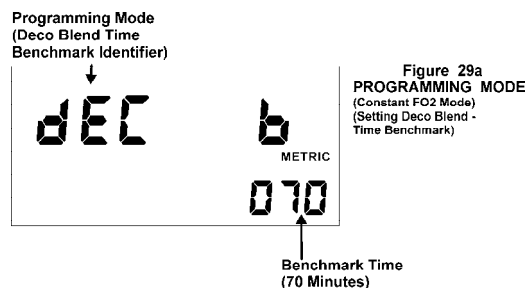 Programming Mode
(Deco Blend Time
Benchmark Identifier)
Figure 29a
PROGRAMMING MODE
(Constant FO2 Mode)
(Setting Deco Blend -
Time Benchmark)
dEC b
METRIC
070
Benchmark Time
(70 Minutes)